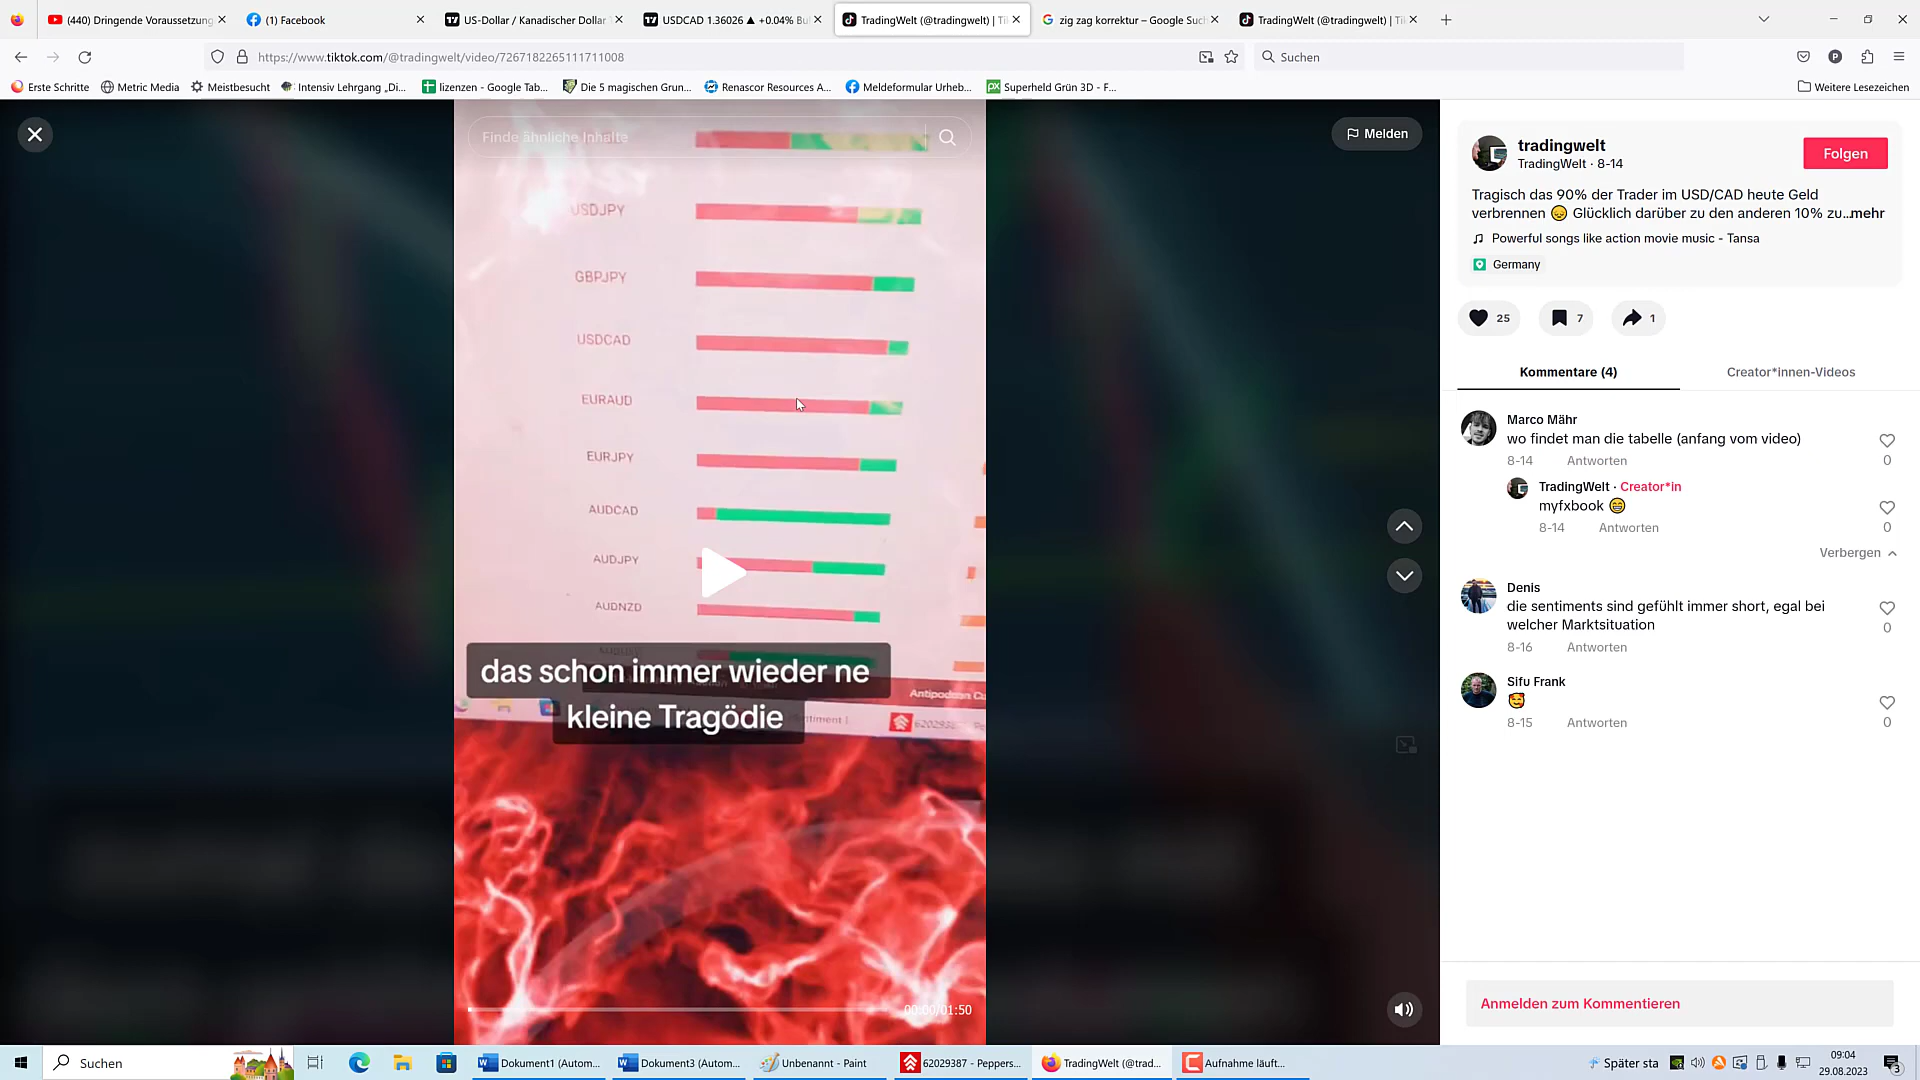 (440) Dringende Voraussetzung
(1) Facebook
US-Dollar / Kanadischer Dollar
USDCAD 1.36026 ▲ +0.04%
TradingWelt (@tradingwelt) | Ti
zig zag korrektur – Google Suc
TradingWelt (@tradingwelt) | Ti
https://www.tiktok.com/@tradingwelt/video/7267182265111711008
Suchen
Erste Schritte
Metric Media
Meistbesucht
Intensiv Lehrgang „Di...
lizenzen - Google Tab...
Die 5 magischen Grun...
Renascor Resources A...
Meldeformular Urheb...
Superheld Grün 3D - F...
Weitere Lesezeichen
Finde ähnliche Inhalte
Melden
USDJPY
GBPJPY
USDCAD
EURAUD
EURJPY
AUDCAD
AUDJPY
AUDNZD
das schon immer wieder ne
kleine Tragödie
00:00/01:50
tradingwelt
TradingWelt · 8-14
Folgen
Tragisch das 90% der Trader im USD/CAD heute Geld
verbrennen 😞 Glücklich darüber zu den anderen 10% zu...mehr
Powerful songs like action movie music - Tansa
Germany
25
7
1
Kommentare (4)
Creator*innen-Videos
Marco Mähr
wo findet man die tabelle (anfang vom video)
8-14 Antworten
0
TradingWelt · Creator*in
myfxbook 😁
8-14 Antworten
0
Verbergen
Denis
die sentiments sind gefühlt immer short, egal bei
welcher Marktsituation
8-16 Antworten
0
Sifu Frank
🥰
8-15 Antworten
0
Anmelden zum Kommentieren
Suchen
Dokument1 (Autom...
Dokument3 (Autom...
Unbenannt - Paint
62029387 - Peppers...
TradingWelt (@trad...
Aufnahme läuft...
Später sta
09:04
29.08.2023
3